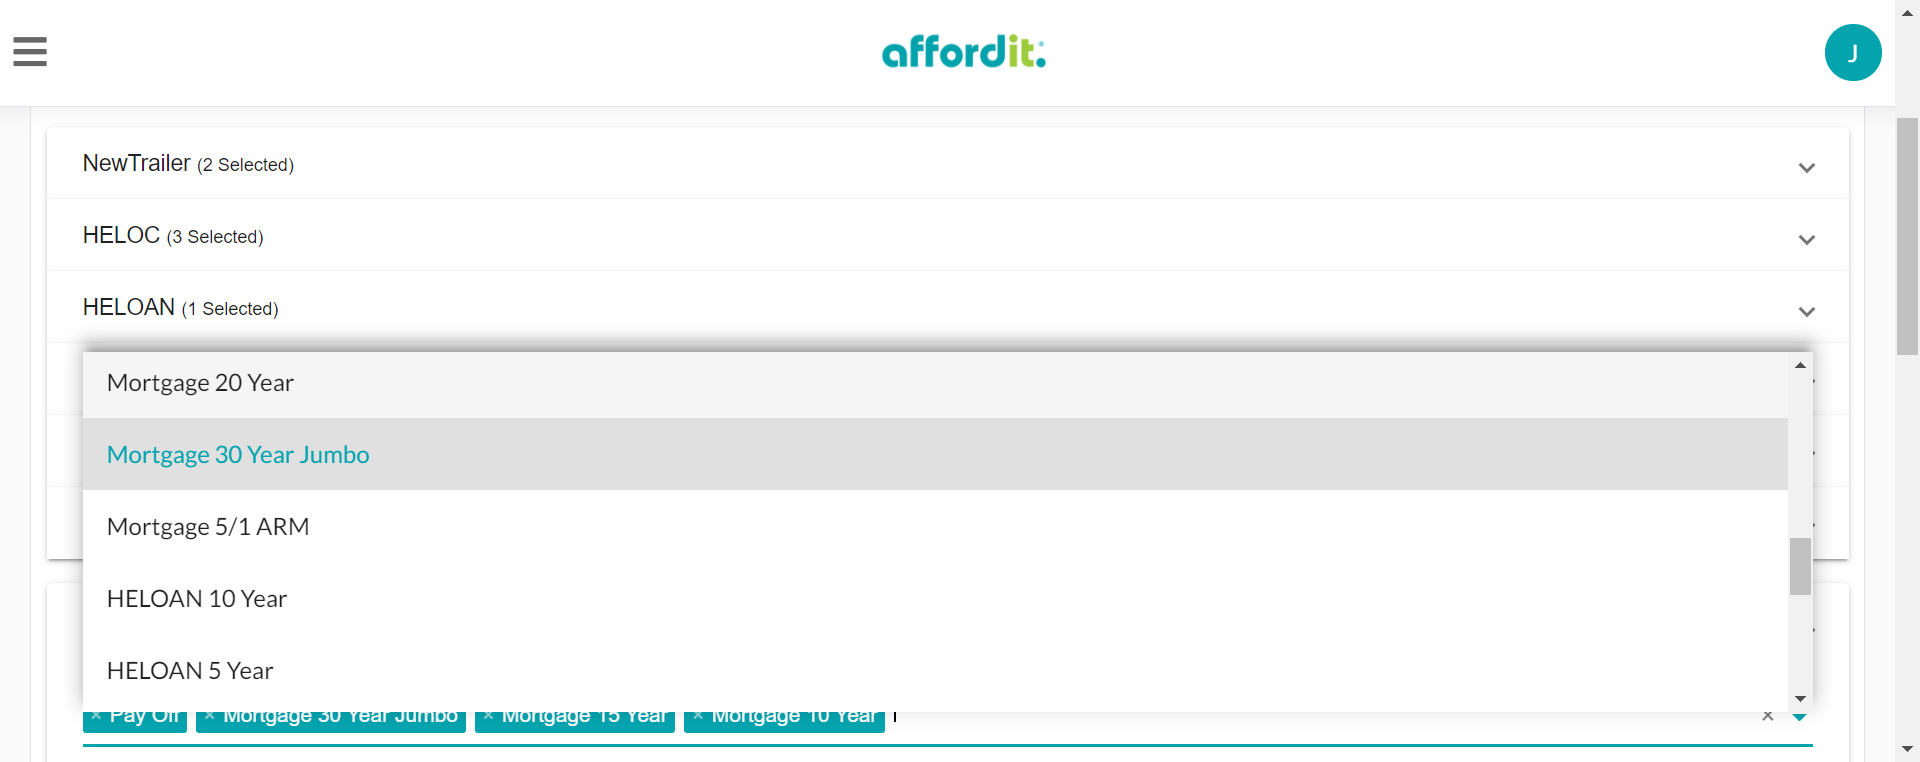 affordit:
J
NewTrailer (2 Selected)
HELOC (3 Selected)
HELOAN (1 Selected)
Mortgage 20 Year
Mortgage 30 Year Jumbo
Mortgage 5/1 ARM
HELOAN 10 Year
HELOAN 5 Year
× Pay Off × Mortgage 30 Year Jumbo × Mortgage 15 Year × Mortgage 10 Year ×